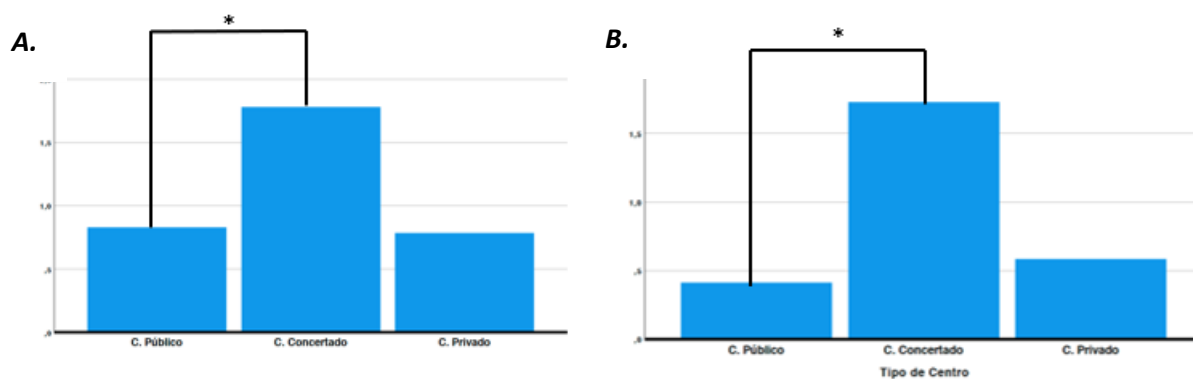 A.
*
1,5
1,0
,5
,0
C. Público C. Concertado C. Privado
B.
*
1,5
1,0
,5
,0
C. Público C. Concertado C. Privado
Tipo de Centro